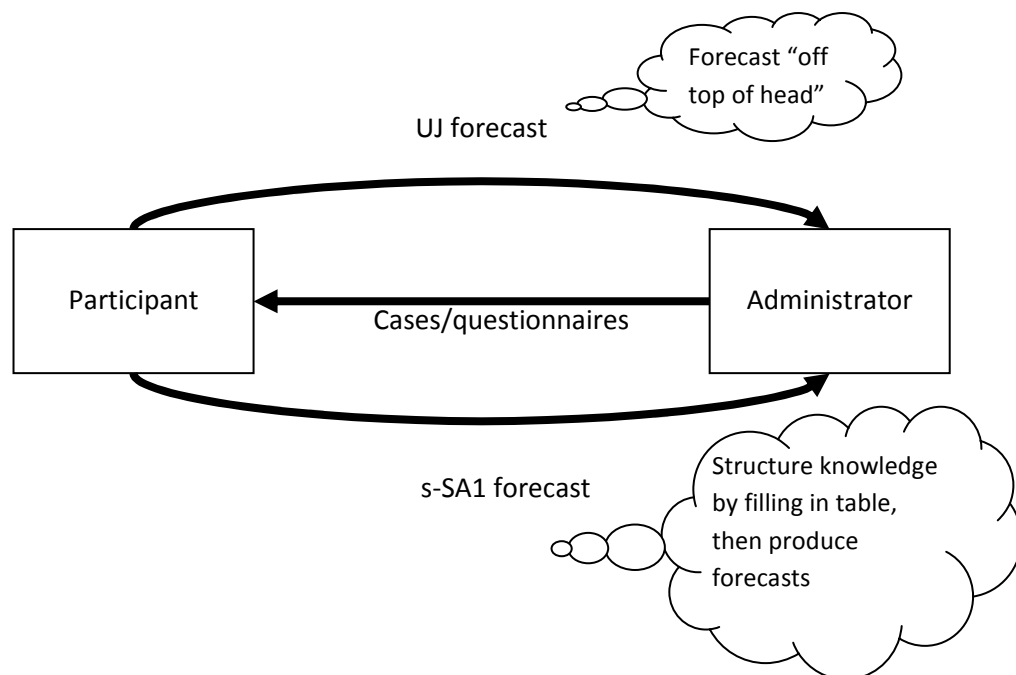 Forecast “off
top of head”
UJ forecast
Participant
Administrator
Cases/questionnaires
s-SA1 forecast
Structure knowledge
by filling in table,
then produce
forecasts